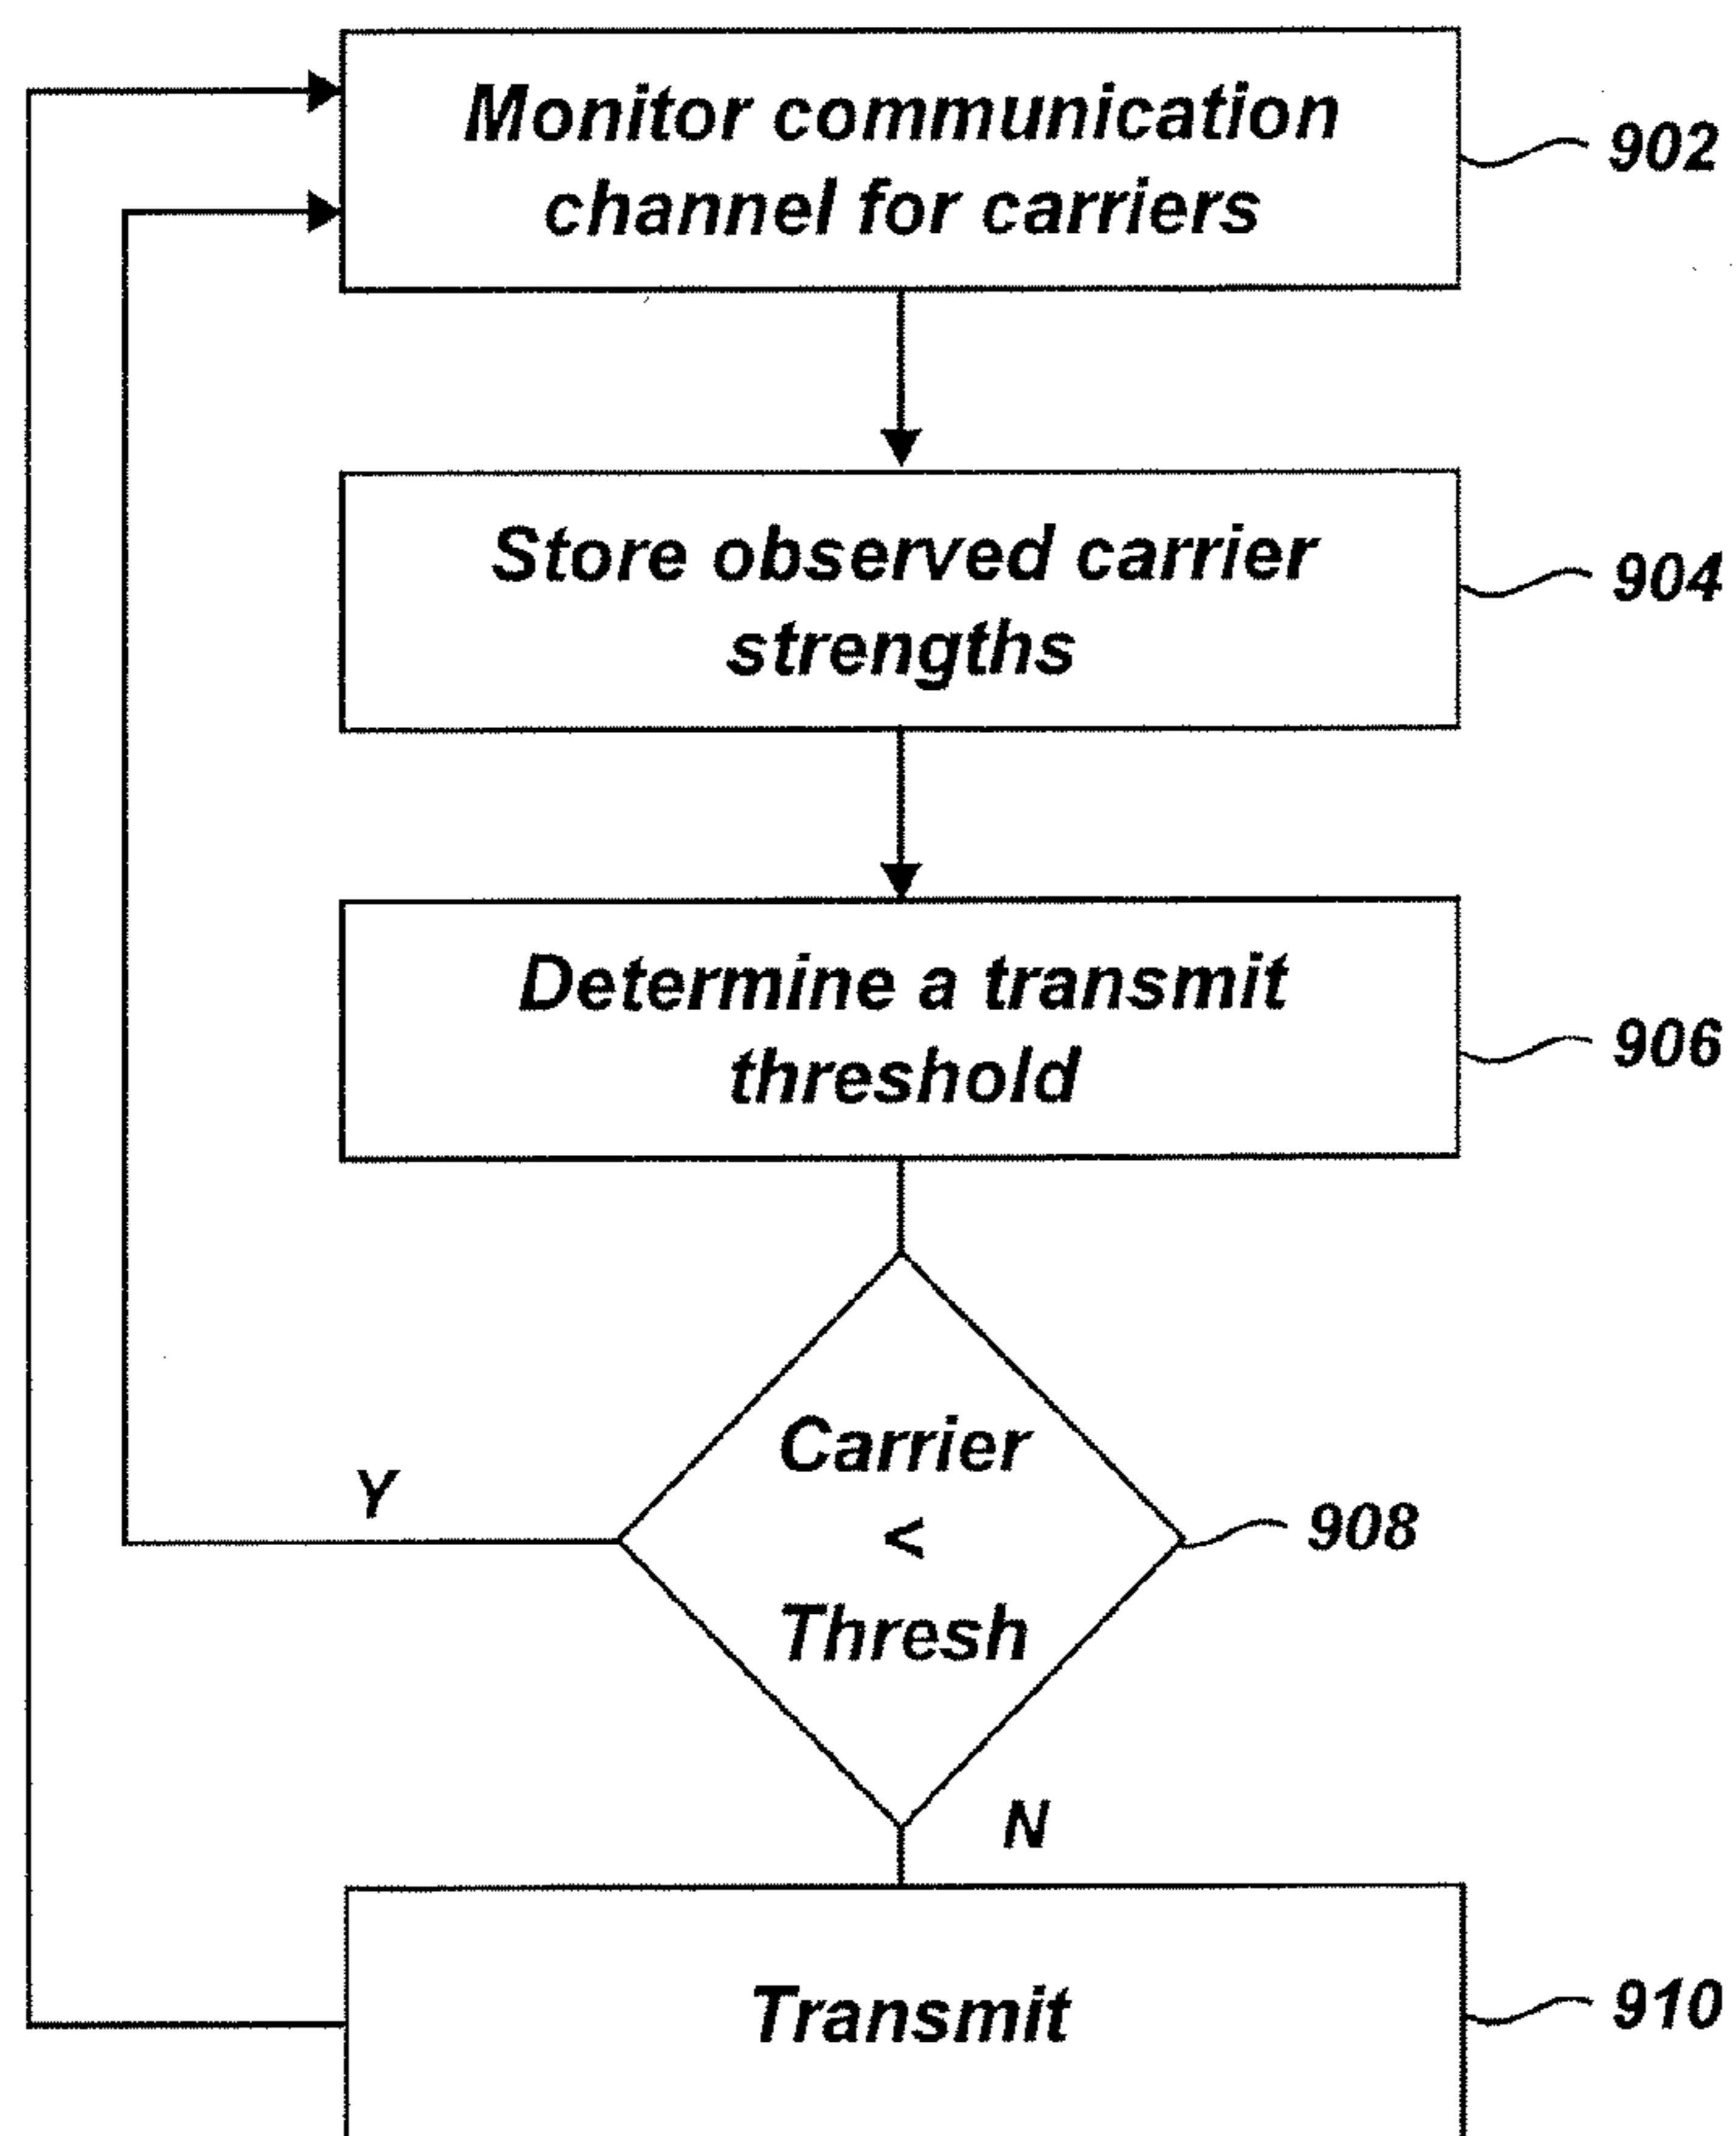 Monitor communication
channel for carriers
902
Store observed carrier
strengths
904
Determine a transmit
threshold
906
Carrier
<
Thresh
908
Y
N
Transmit
910